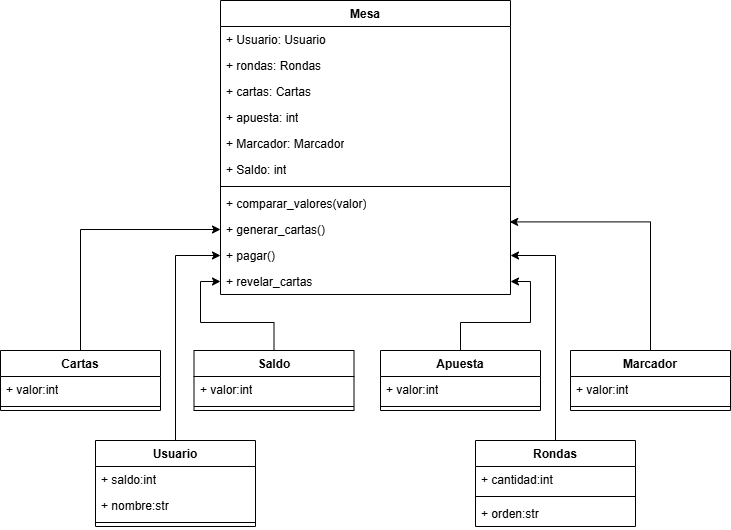 Mesa
+ Usuario: Usuario
+ rondas: Rondas
+ cartas: Cartas
+ apuesta: int
+ Marcador: Marcador
+ Saldo: int
+ comparar_valores(valor)
+ generar_cartas()
+ pagar()
+ revelar_cartas
Cartas
+ valor:int
Saldo
+ valor:int
Apuesta
+ valor:int
Marcador
+ valor:int
Usuario
+ saldo:int
+ nombre:str
Rondas
+ cantidad:int
+ orden:str